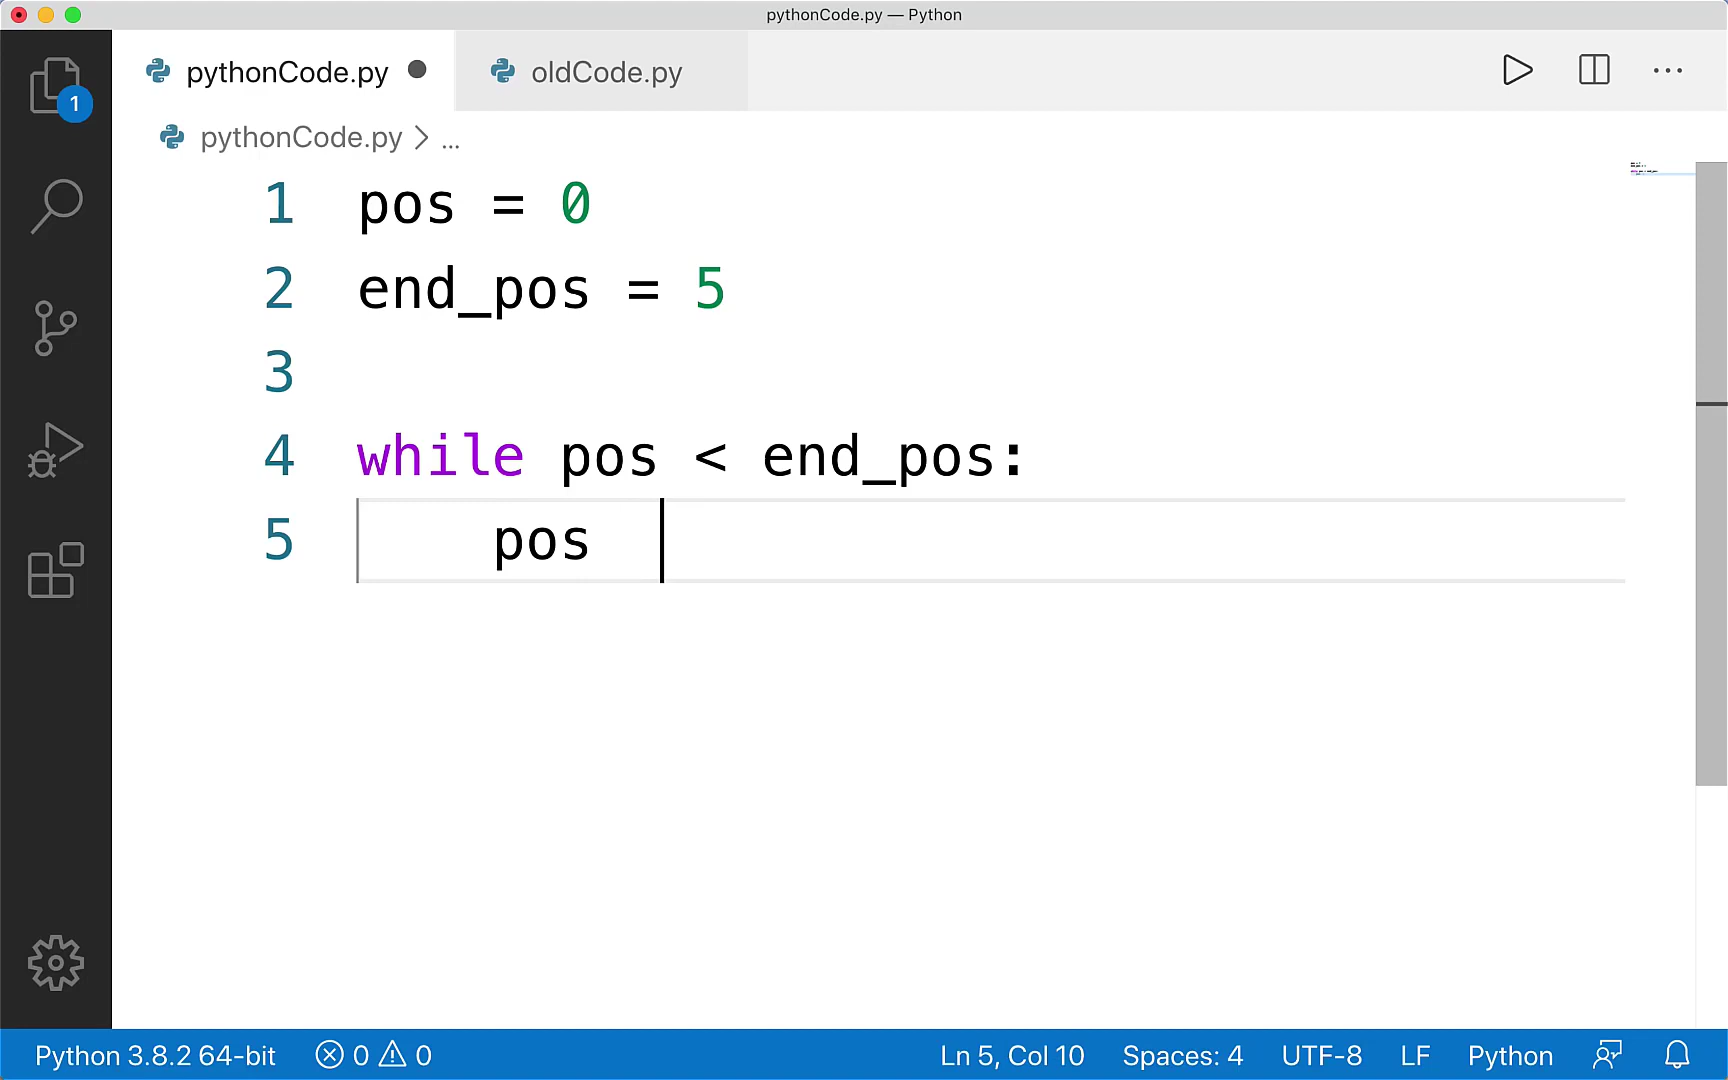 pythonCode.py — Python
pythonCode.py oldCode.py
1
pythonCode.py > ...
1 pos = 0
2 end_pos = 5
3
4 while pos < end_pos:
5     pos
Python 3.8.2 64-bit 0 0 Ln 5, Col 10 Spaces: 4 UTF-8 LF Python